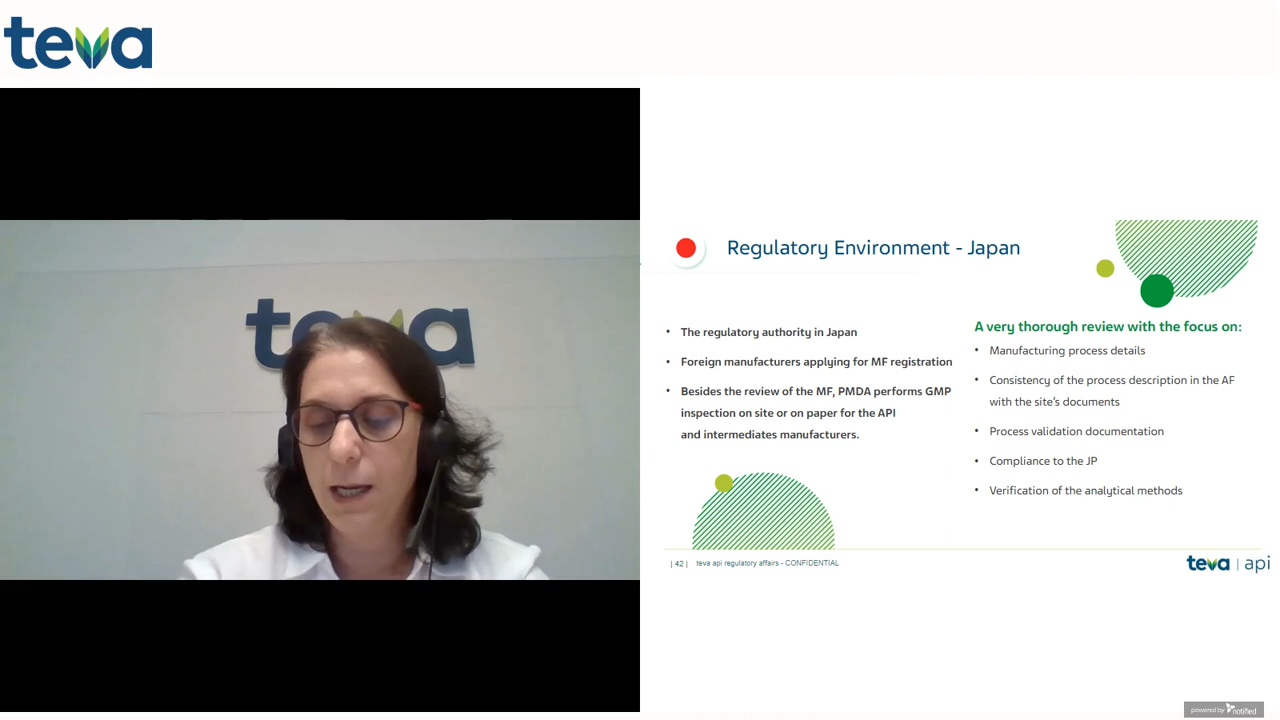 teva
teva
Regulatory Environment - Japan
• The regulatory authority in Japan
• Foreign manufacturers applying for MF registration
• Besides the review of the MF, PMDA performs GMP
inspection on site or on paper for the API
and intermediates manufacturers.
A very thorough review with the focus on:
• Manufacturing process details
• Consistency of the process description in the AF
with the site's documents
• Process validation documentation
• Compliance to the JP
• Verification of the analytical methods
| 42 | teva api regulatory affairs - CONFIDENTIAL
teva | api
powered by notified